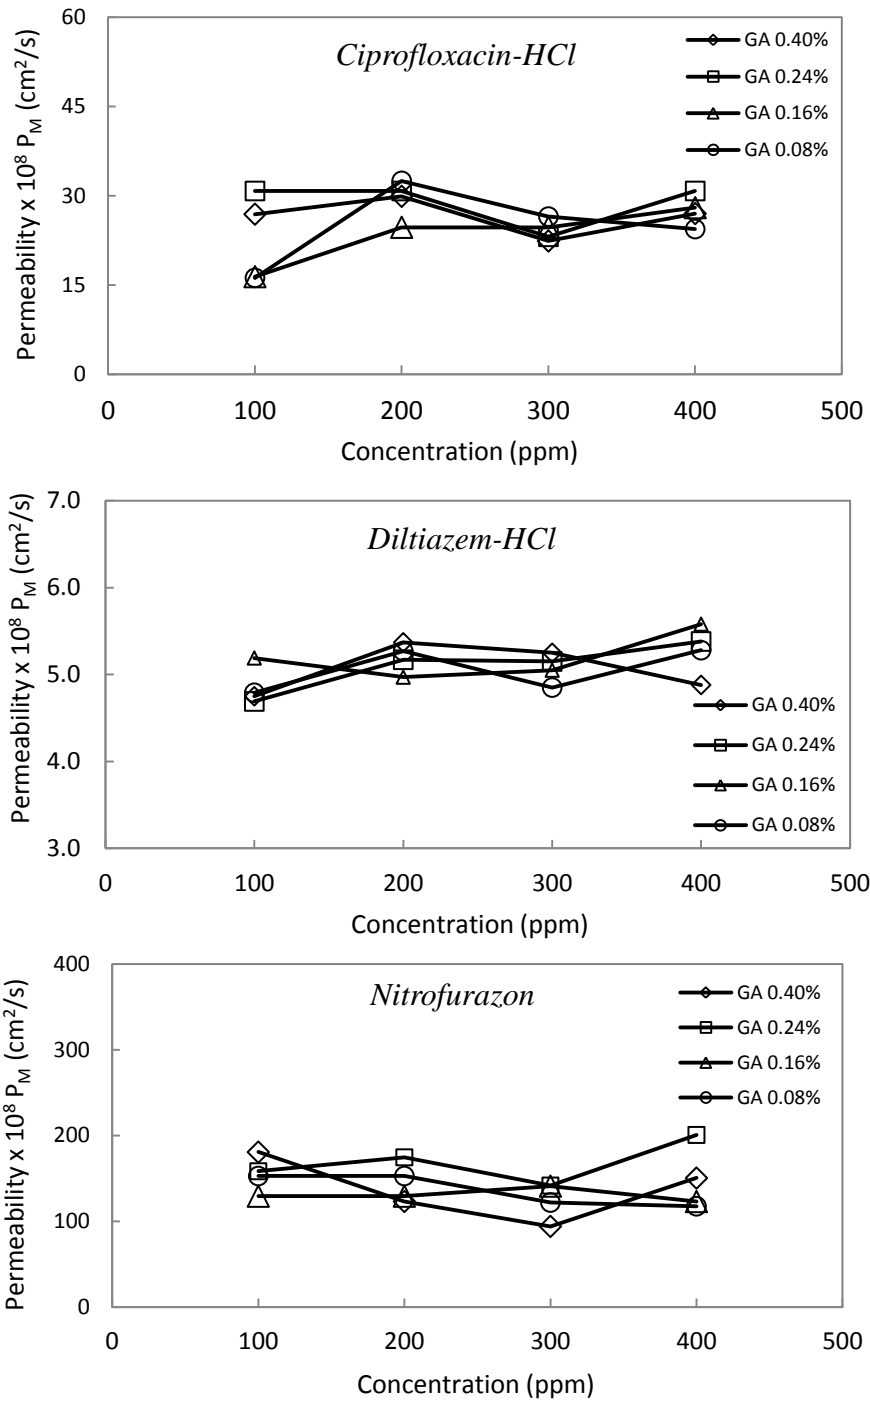 Ciprofloxacin-HCl
Permeability x 10⁸ P_M (cm²/s)
60
45
30
15
0
GA 0.40%
GA 0.24%
GA 0.16%
GA 0.08%
0 100 200 300 400 500
Concentration (ppm)
Diltiazem-HCl
Permeability x 10⁸ P_M (cm²/s)
7.0
6.0
5.0
4.0
3.0
GA 0.40%
GA 0.24%
GA 0.16%
GA 0.08%
0 100 200 300 400 500
Concentration (ppm)
Nitrofurazon
Permeability x 10⁸ P_M (cm²/s)
400
300
200
100
0
GA 0.40%
GA 0.24%
GA 0.16%
GA 0.08%
0 100 200 300 400 500
Concentration (ppm)